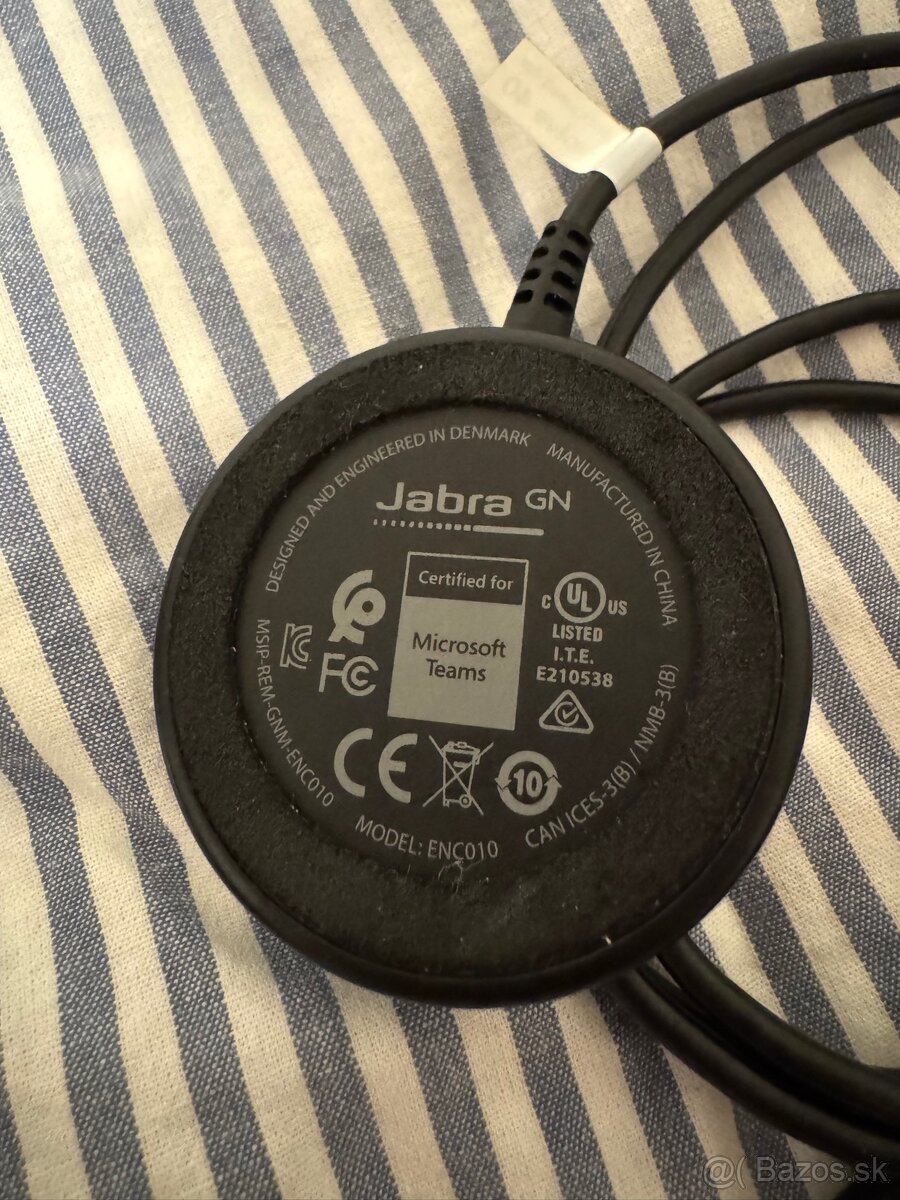 DESIGNED AND ENGINEERED IN DENMARK
MANUFACTURED IN CHINA
Jabra GN
Certified for
Microsoft
Teams
C UL US
LISTED
I.T.E.
E210538
FC
CE
10
MSIP-REM-GNM-ENC010
MODEL: ENC010
CAN ICES-3(B) / NMB-3(B)
@( Bazos.sk